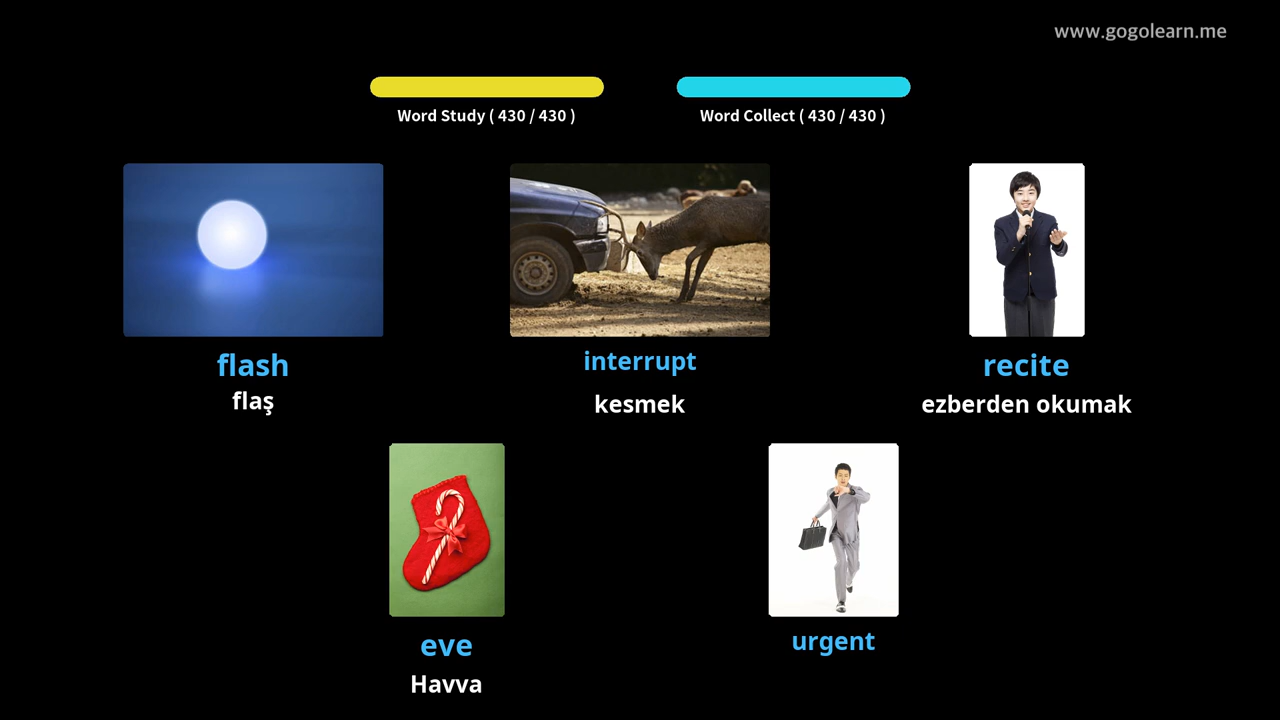 www.gogolearn.me
Word Study ( 430 / 430 )
Word Collect ( 430 / 430 )
flash
flaş
interrupt
kesmek
recite
ezberden okumak
eve
Havva
urgent